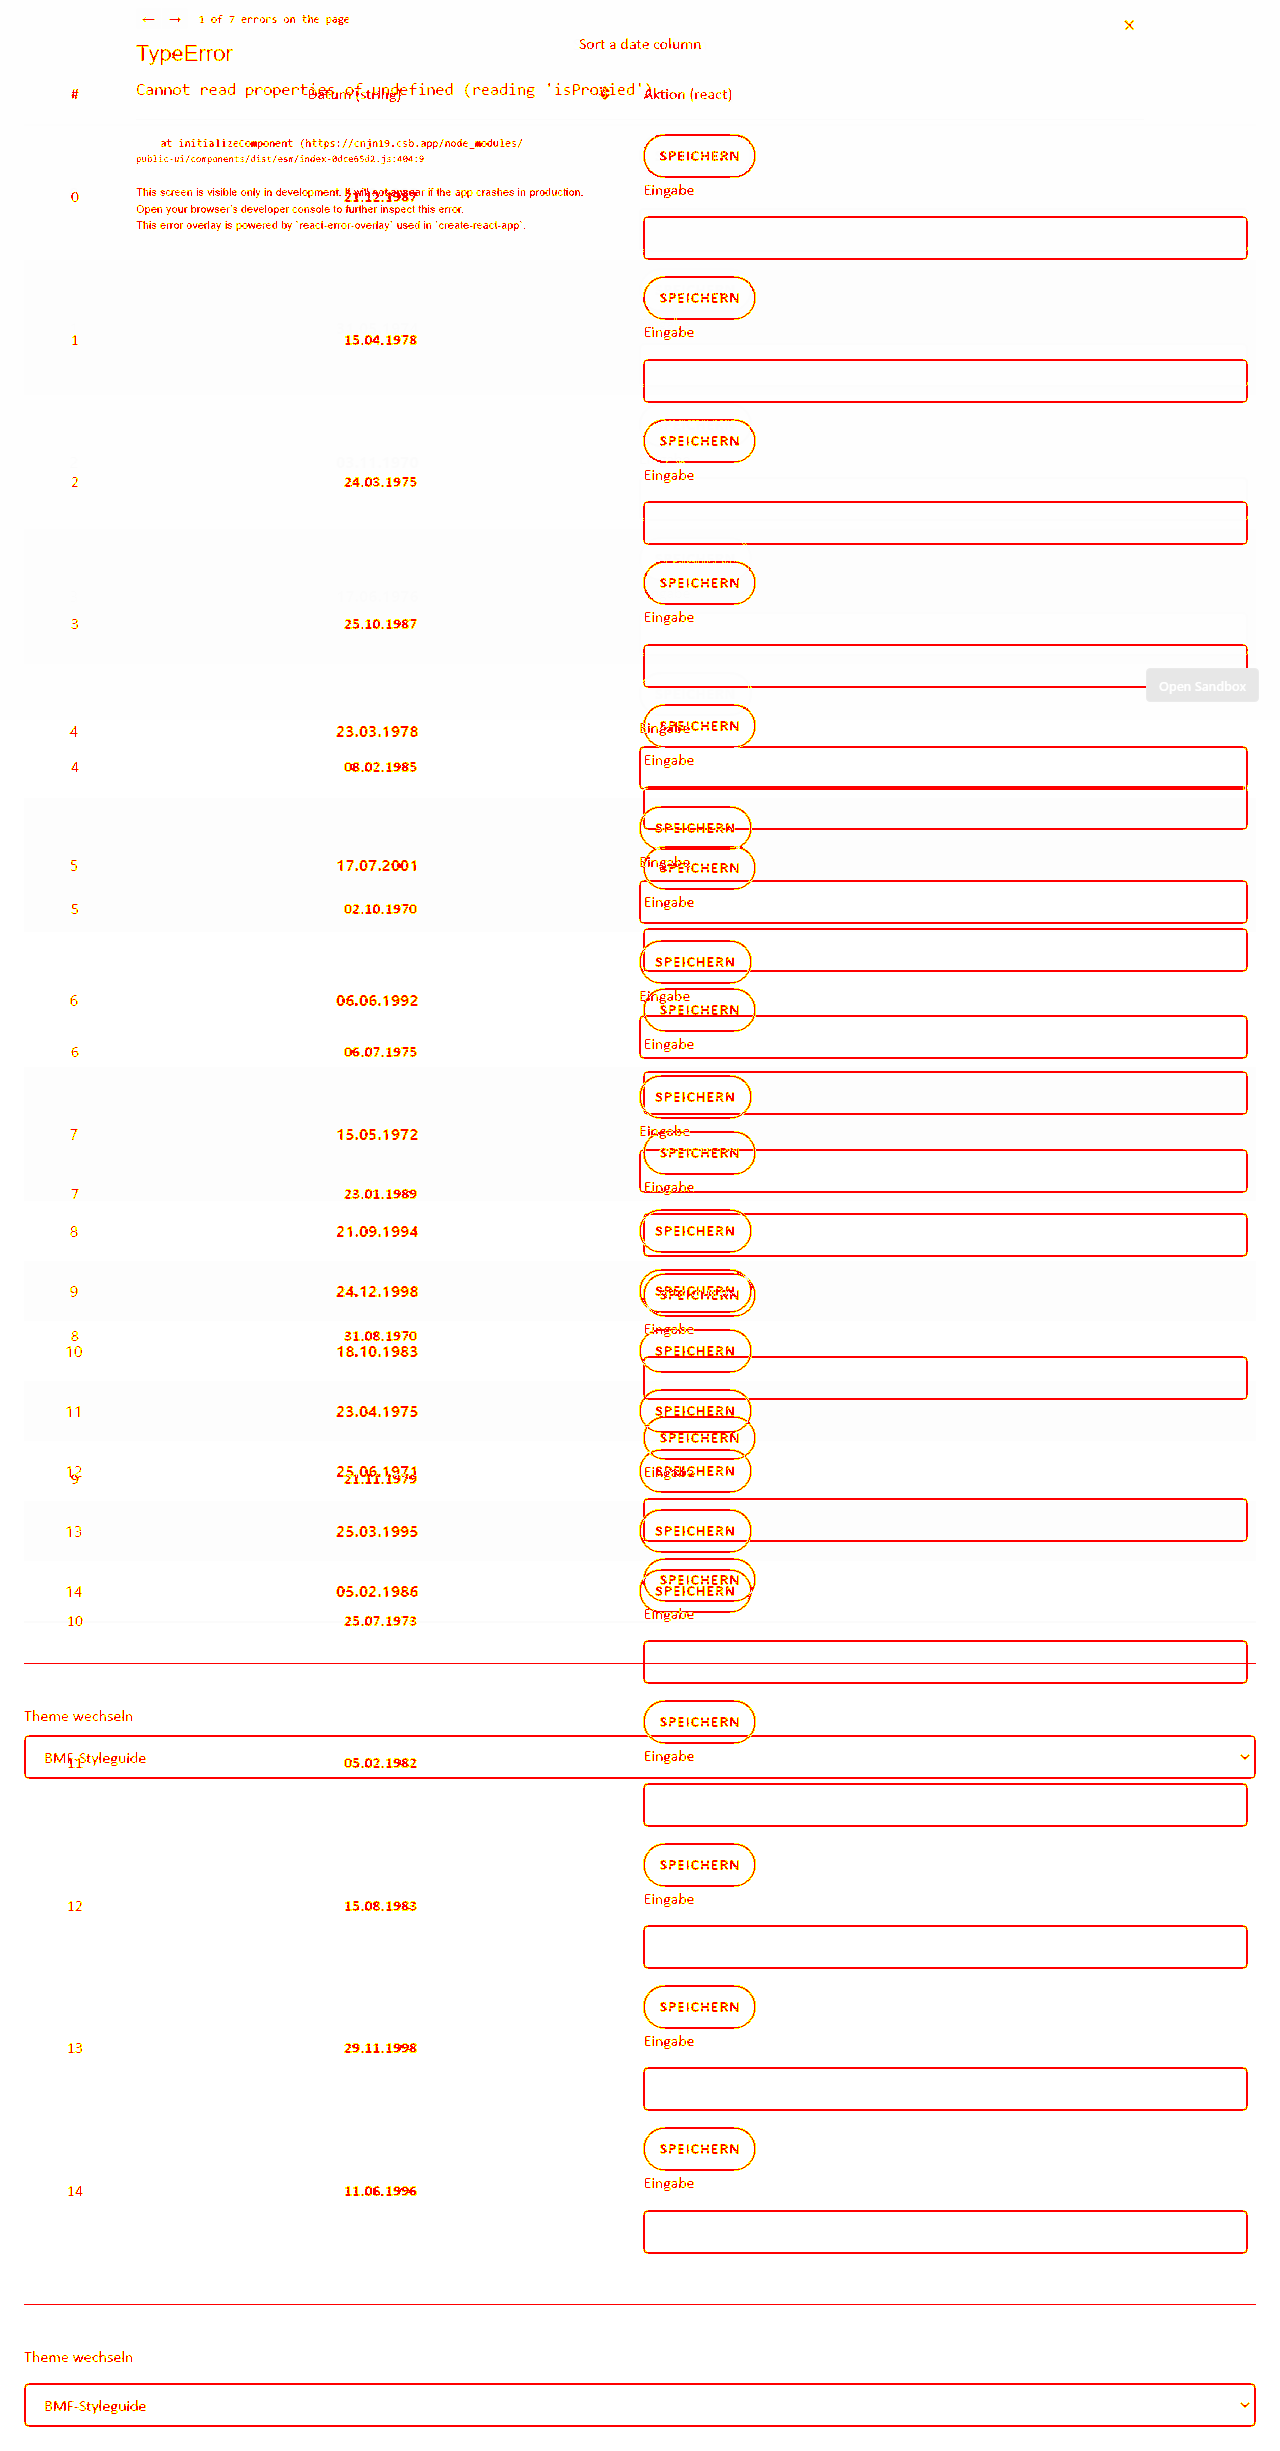 ← → 1 of 7 errors on the page ×
Sort a date column
TypeError
Cannot read properties of undefined (reading 'isProxied')
# Datum (string) Aktion (react)
at initializeComponent (https://cnjn19.csb.app/node_modules/
SPEICHERN
public-ui/components/dist/esm/index-0dce65d2.js:404:9
This screen is visible only in development. It will not appear if the app crashes in production.
Eingabe
0 21.12.1987
Open your browser's developer console to further inspect this error.
This error overlay is powered by `react-error-overlay` used in `create-react-app`.
SPEICHERN
Eingabe
1 15.04.1978
SPEICHERN
Eingabe
2 24.03.1975
SPEICHERN
Eingabe
3 25.10.1987
Open Sandbox
SPEICHERN
4 23.03.1978 Eingabe
Eingabe
4 08.02.1985
SPEICHERN
5 17.07.2001 Eingabe
SPEICHERN
Eingabe
5 02.10.1970
SPEICHERN
6 06.06.1992 Eingabe
SPEICHERN
Eingabe
6 06.07.1975
SPEICHERN
7 15.05.1972 Eingabe
SPEICHERN
Eingabe
7 23.01.1989
8 21.09.1994 SPEICHERN
9 24.12.1998 SPEICHERN
SPEICHERN
Eingabe
8 31.08.1970
10 18.10.1983 SPEICHERN
11 23.04.1975 SPEICHERN
SPEICHERN
12 25.06.1971 SPEICHERN
Eingabe
9 21.11.1979
13 25.03.1995 SPEICHERN
SPEICHERN
14 05.02.1986 SPEICHERN
Eingabe
10 25.07.1973
Theme wechseln
SPEICHERN
BMF-Styleguide
Eingabe
11 05.02.1982
SPEICHERN
Eingabe
12 15.08.1983
SPEICHERN
Eingabe
13 29.11.1998
SPEICHERN
Eingabe
14 11.06.1996
Theme wechseln
BMF-Styleguide